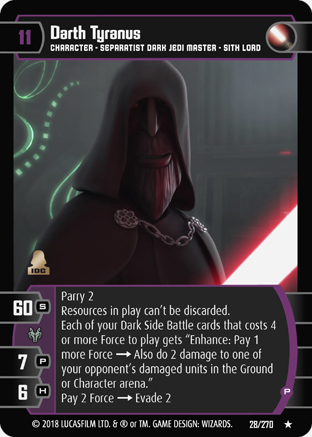 11
Darth Tyranus
CHARACTER - SEPARATIST DARK JEDI MASTER - SITH LORD
IDC
60 S
7 P
6 H
Parry 2
Resources in play can't be discarded.
Each of your Dark Side Battle cards that costs 4
or more Force to play gets "Enhance: Pay 1
more Force → Also do 2 damage to one of
your opponent's damaged units in the Ground
or Character arena."
Pay 2 Force → Evade 2
P
© 2018 LUCASFILM LTD. & ® or TM. GAME DESIGN: WIZARDS. 28/270 ★